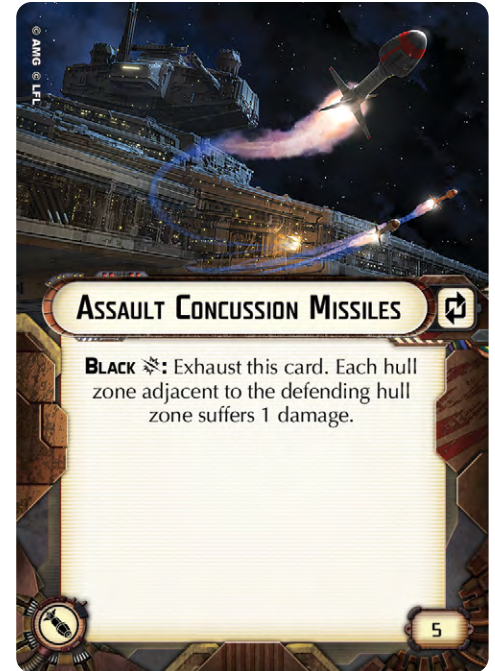 © AMG © LFL
ASSAULT CONCUSSION MISSILES
BLACK : Exhaust this card. Each hull
zone adjacent to the defending hull
zone suffers 1 damage.
5